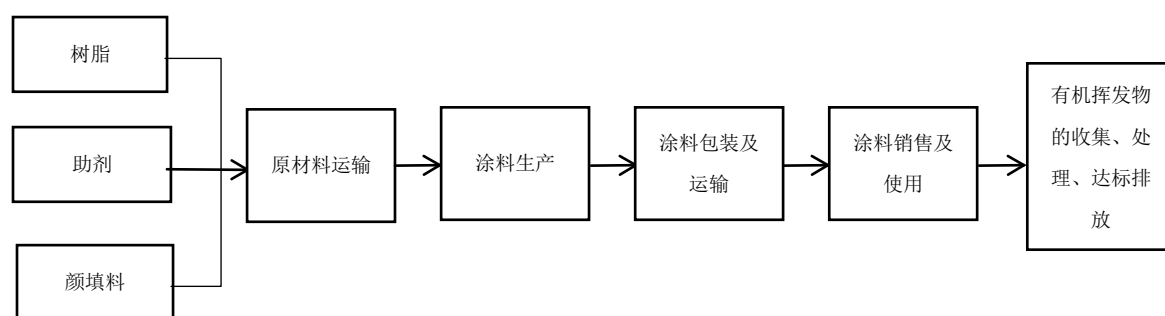 树脂
助剂
颜填料
原材料运输
涂料生产
涂料包装及
运输
涂料销售及
使用
有机挥发物
的收集、处
理、达标排
放